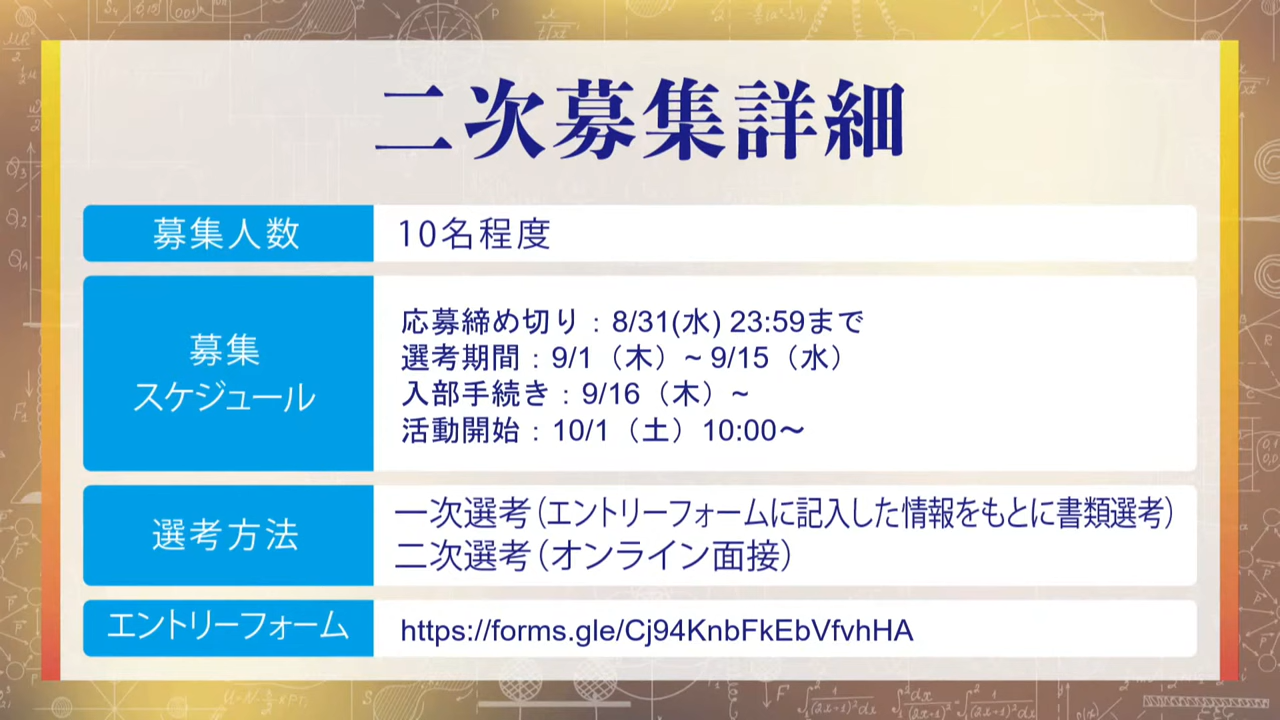 二次募集詳細
募集人数
10名程度
募集
スケジュール
応募締め切り：8/31(水) 23:59まで
選考期間：9/1（木）~ 9/15（水）
入部手続き：9/16（木）~
活動開始：10/1（土）10:00〜
選考方法
一次選考（エントリーフォームに記入した情報をもとに書類選考）
二次選考（オンライン面接）
エントリーフォーム
https://forms.gle/Cj94KnbFkEbVfvhHA